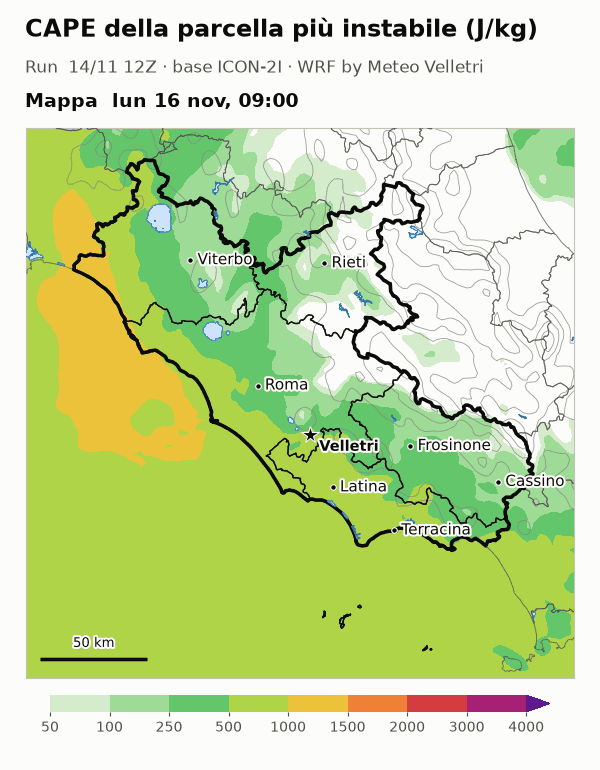 CAPE della parcella più instabile (J/kg)
Run  14/11 12Z · base ICON-2I · WRF by Meteo Velletri
Mappa  lun 16 nov, 09:00
Viterbo
Rieti
Roma
Velletri
Frosinone
Cassino
Latina
Terracina
50 km
50 100 250 500 1000 1500 2000 3000 4000